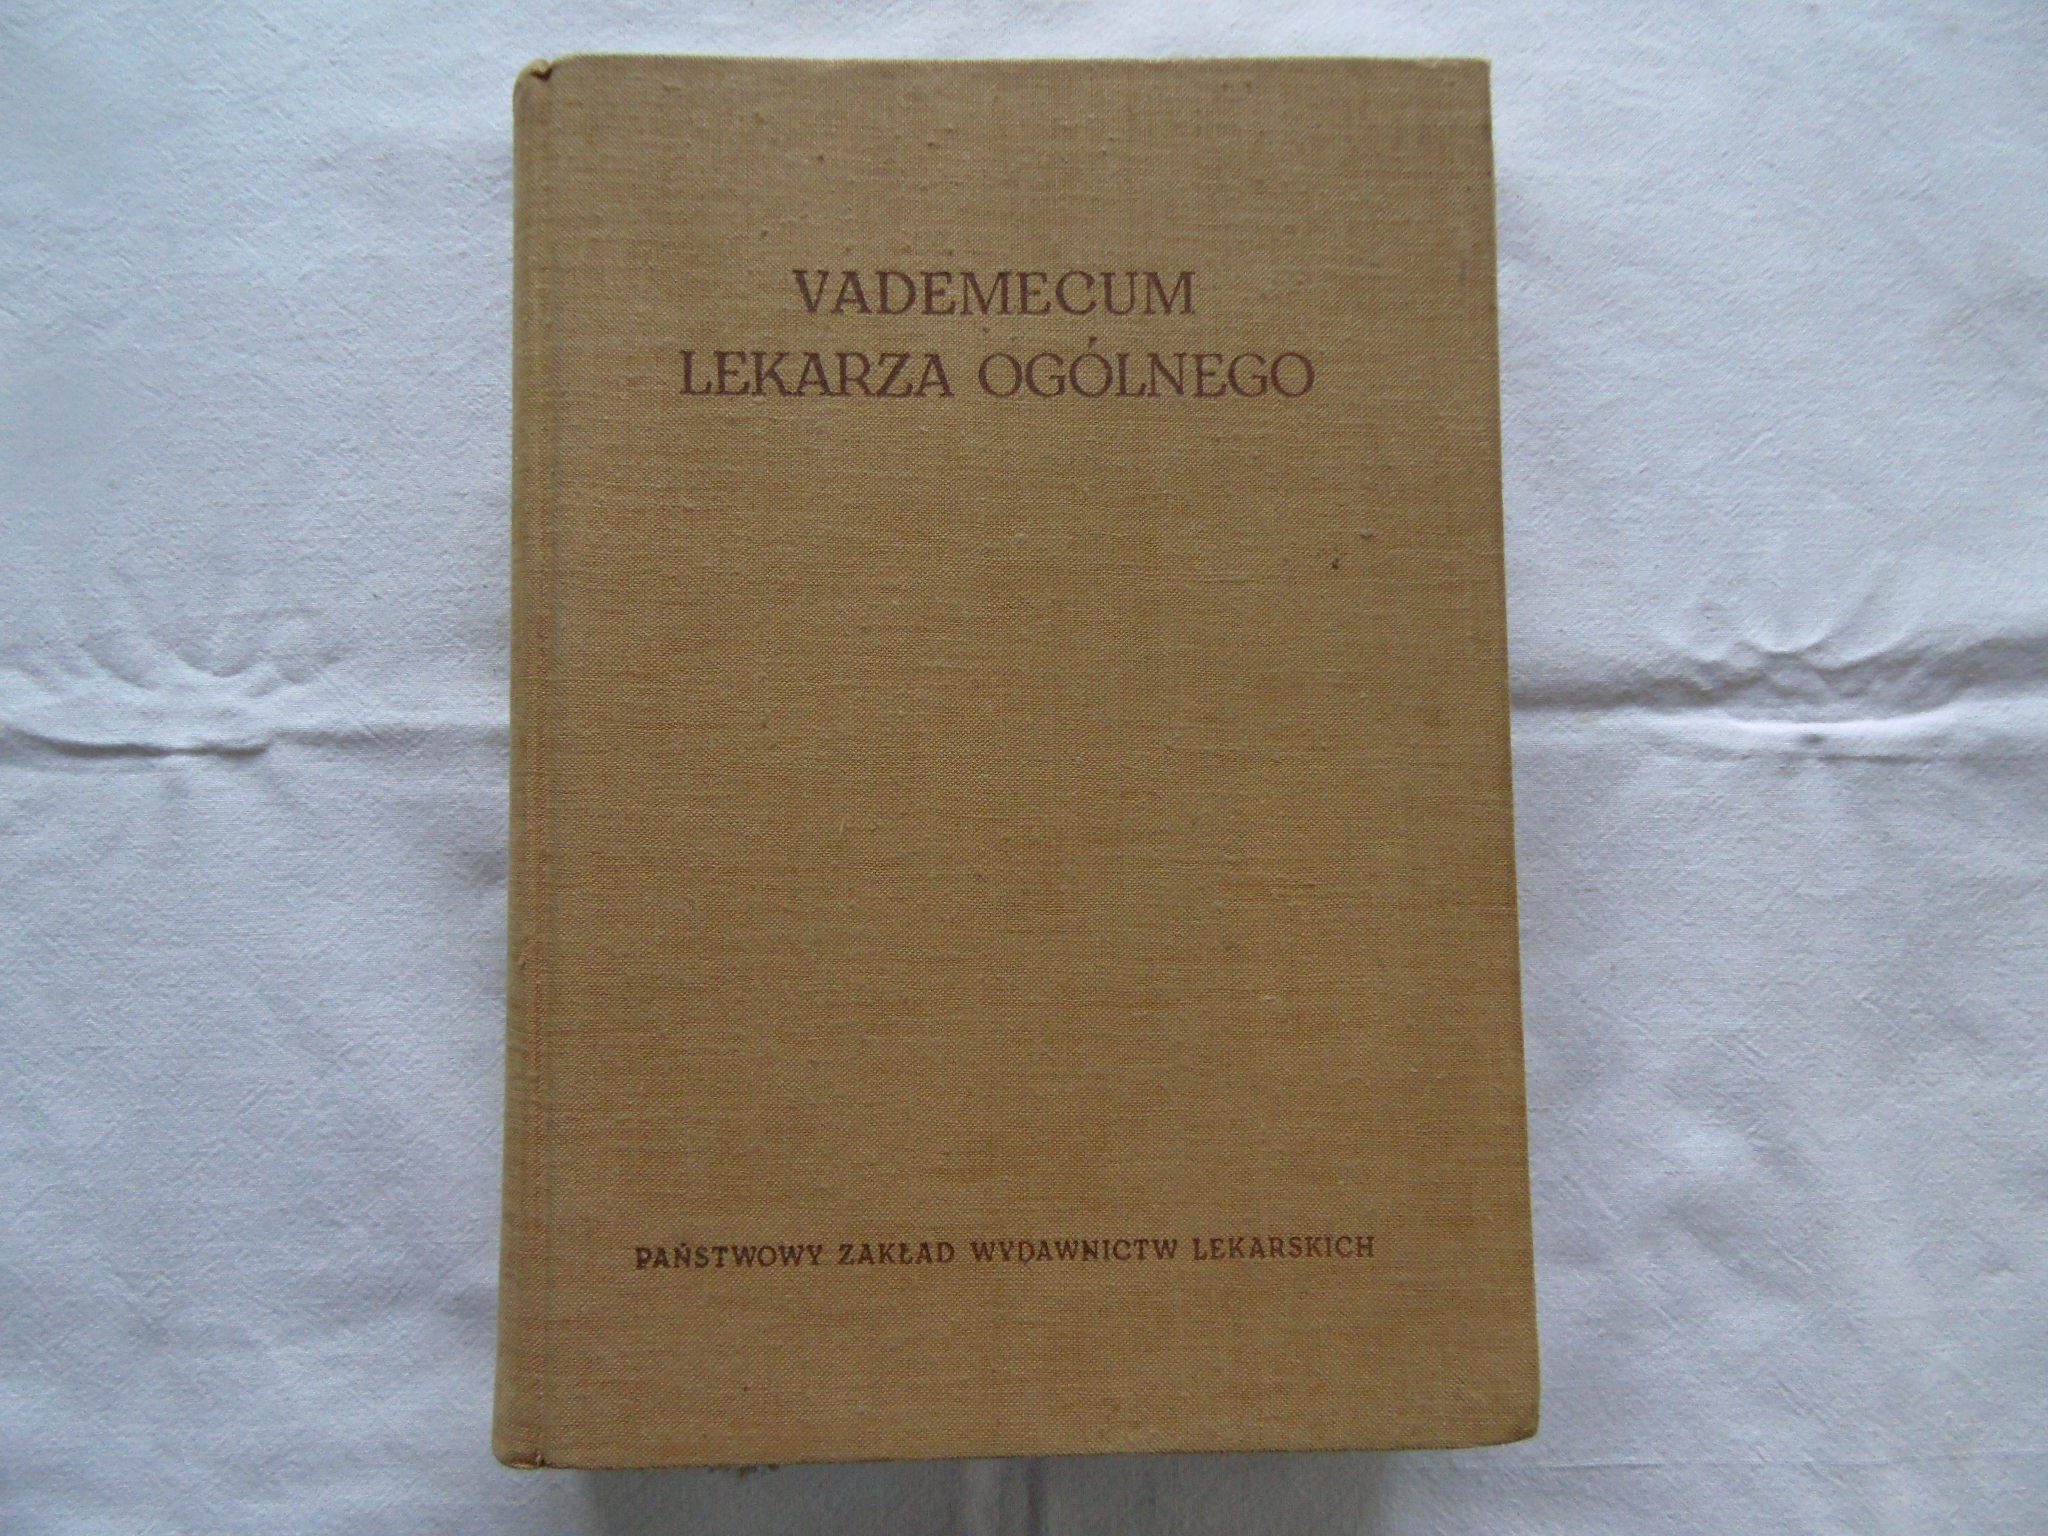 VADEMECUM
LEKARZA OGÓLNEGO
PAŃSTWOWY ZAKŁAD WYDAWNICTW LEKARSKICH